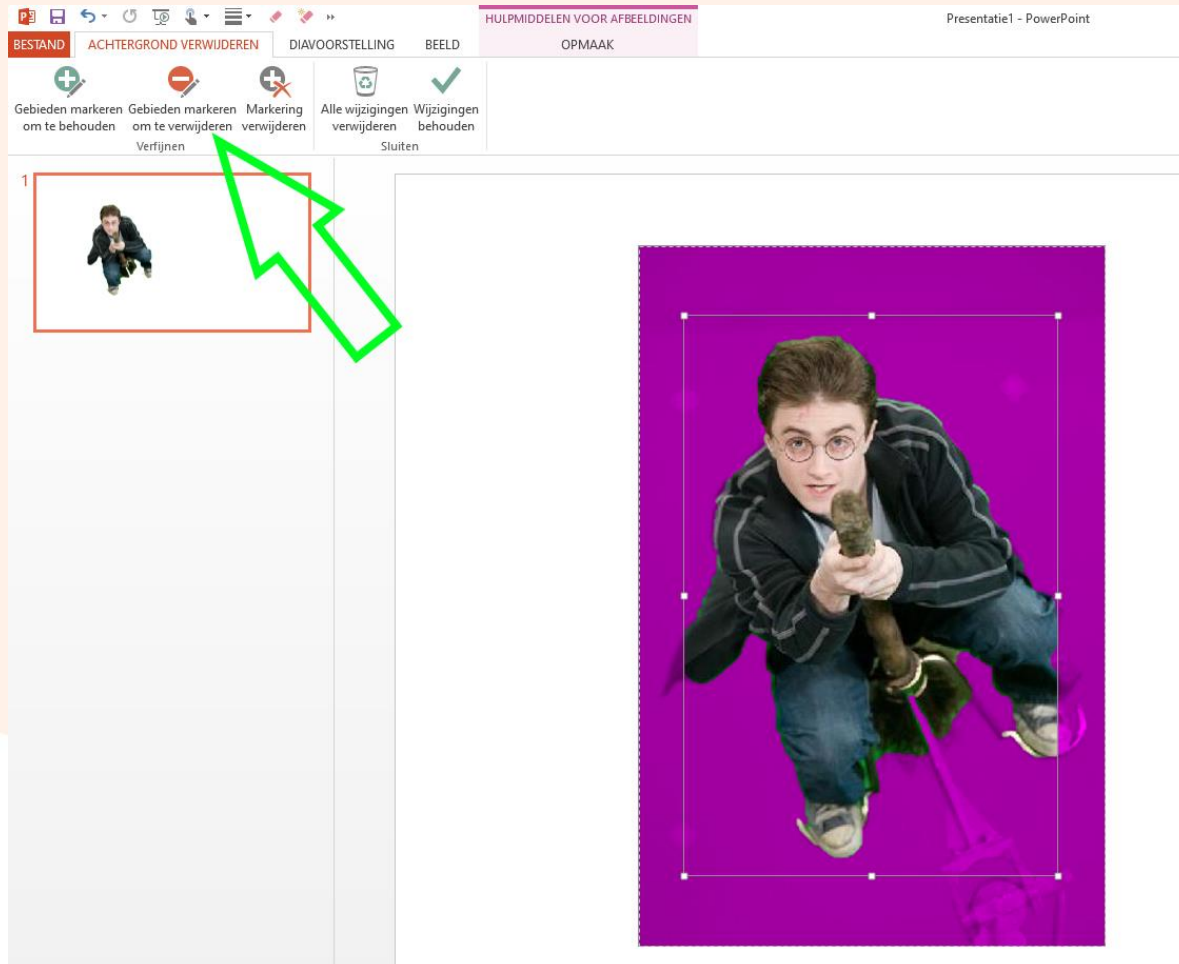 HULPMIDDELEN VOOR AFBEELDINGEN
Presentatie1 - PowerPoint
BESTAND
ACHTERGROND VERWIJDEREN
DIAVOORSTELLING
BEELD
OPMAAK
Gebieden markeren
om te behouden
Gebieden markeren
om te verwijderen
Markering
verwijderen
Alle wijzigingen
verwijderen
Wijzigingen
behouden
Verfijnen
Sluiten
1